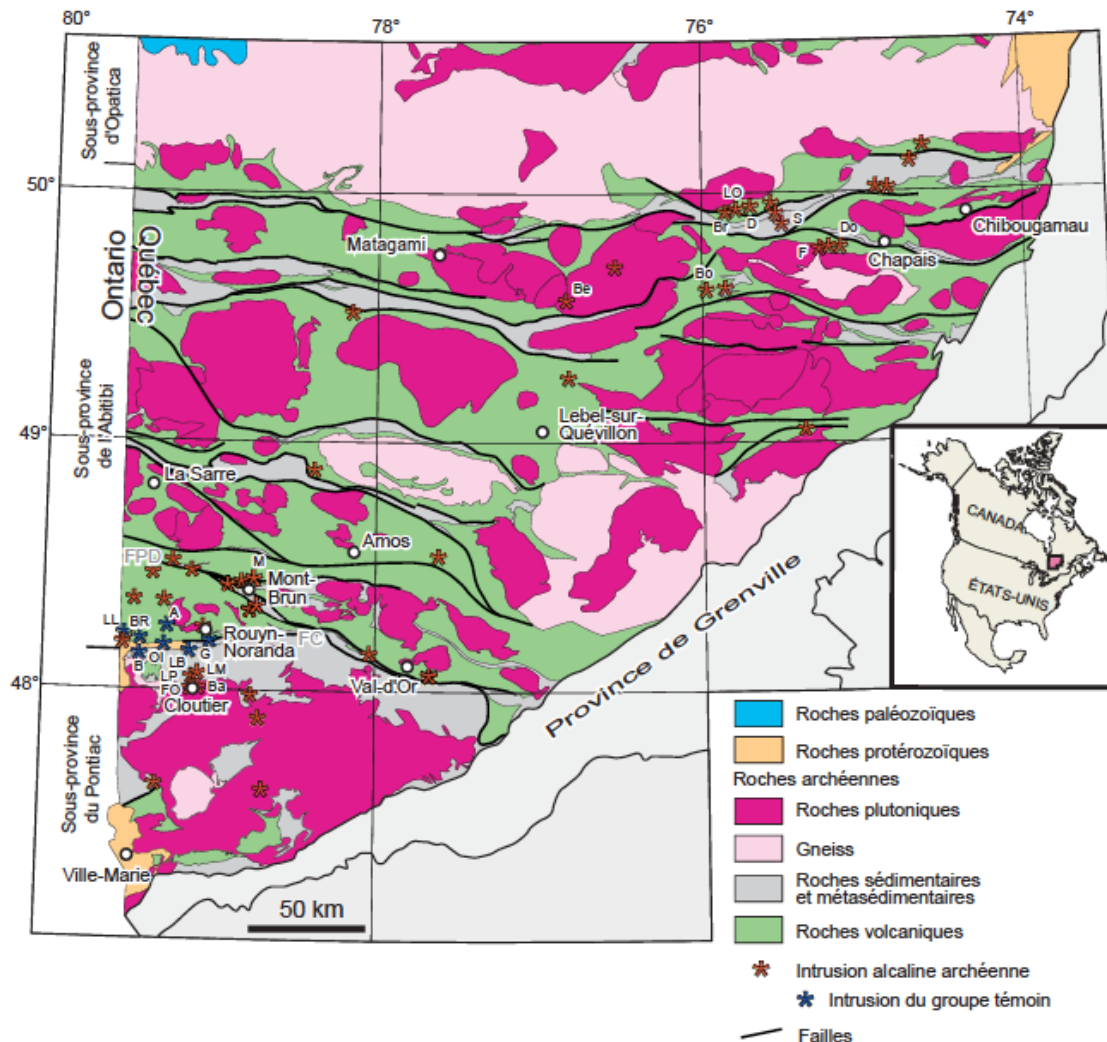 80°
78°
76°
74°
Sous-province
d'Opatica
50°
LO
Br
D
S
Do
Chibougamau
Matagami
F
Chapais
Ontario
Québec
Bo
Be
Sous-province
de l'Abitibi
Lebel-sur-
Quévillon
49°
La Sarre
CANADA
Amos
FPD
M
Mont-
Brun
ÉTATS-UNIS
A
LL
BR
Rouyn-
Noranda
FC
OI
G
B
LB
LM
LP
Ba
FO
Cloutier
Val-d'Or
48°
Province de Grenville
Sous-province
du Pontiac
Ville-Marie
50 km
Roches paléozoïques
Roches protérozoïques
Roches archéennes
Roches plutoniques
Gneiss
Roches sédimentaires
et métasédimentaires
Roches volcaniques
Intrusion alcaline archéenne
Intrusion du groupe témoin
Failles